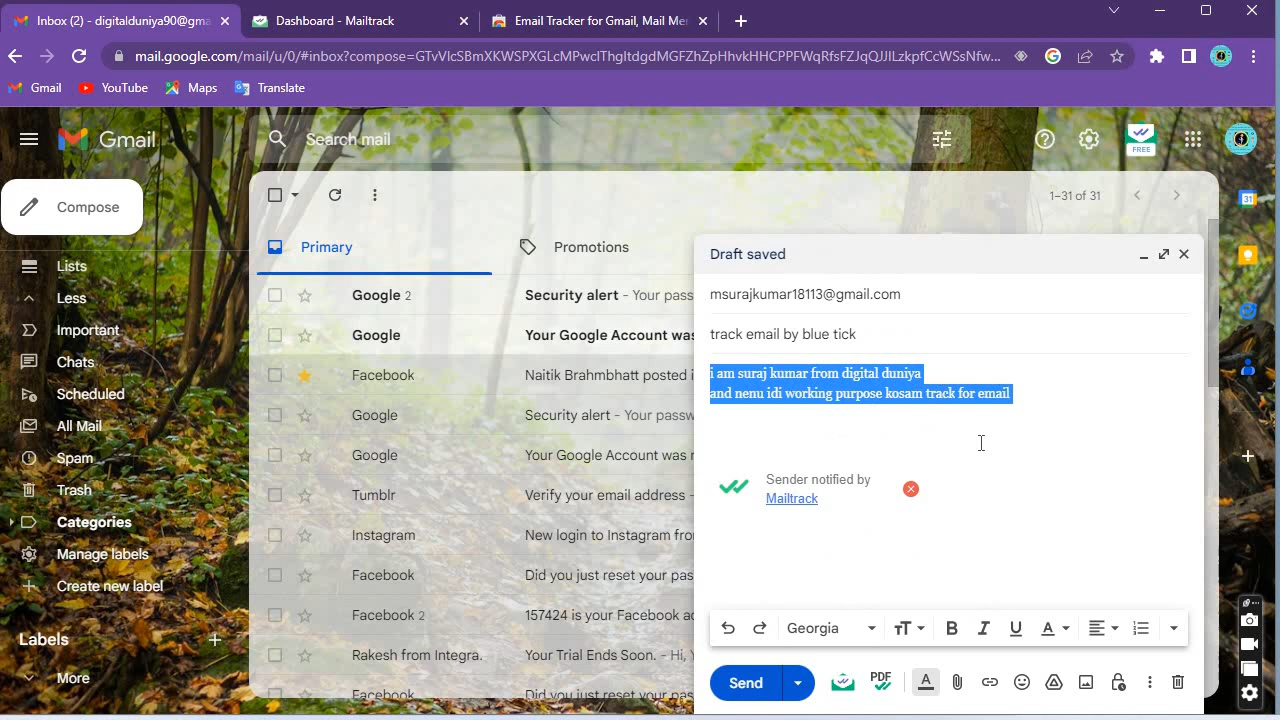 Inbox (2) - digitalduniya90@gma
Dashboard - Mailtrack
Email Tracker for Gmail, Mail Mer
mail.google.com/mail/u/0/#inbox?compose=GTvVlcSBmXKWSPXGLcMPwclThgltdgdMGFZhZpHhvkHHCPPFWqRfsFZJqQJJlLzkpfCcWSsNfw...
Gmail
YouTube
Maps
Translate
Gmail
Search mail
FREE
Compose
1–31 of 31
Primary
Promotions
Lists
Less
Important
Chats
Scheduled
All Mail
Spam
Trash
Categories
Manage labels
Create new label
Labels
More
Google 2
Security alert - Your pass
Google
Your Google Account was
Facebook
Naitik Brahmbhatt posted i
Google
Security alert - Your passw
Google
Your Google Account was r
Tumblr
Verify your email address -
Instagram
New login to Instagram fro
Facebook
Did you just reset your pas
Facebook 2
157424 is your Facebook ac
Rakesh from Integra.
Your Trial Ends Soon. - Hi, Y
Facebook
Did you just reset your pas
Draft saved
msurajkumar18113@gmail.com
track email by blue tick
i am suraj kumar from digital duniya
and nenu idi working purpose kosam track for email
Sender notified by
Mailtrack
Georgia
Send
PDF
31